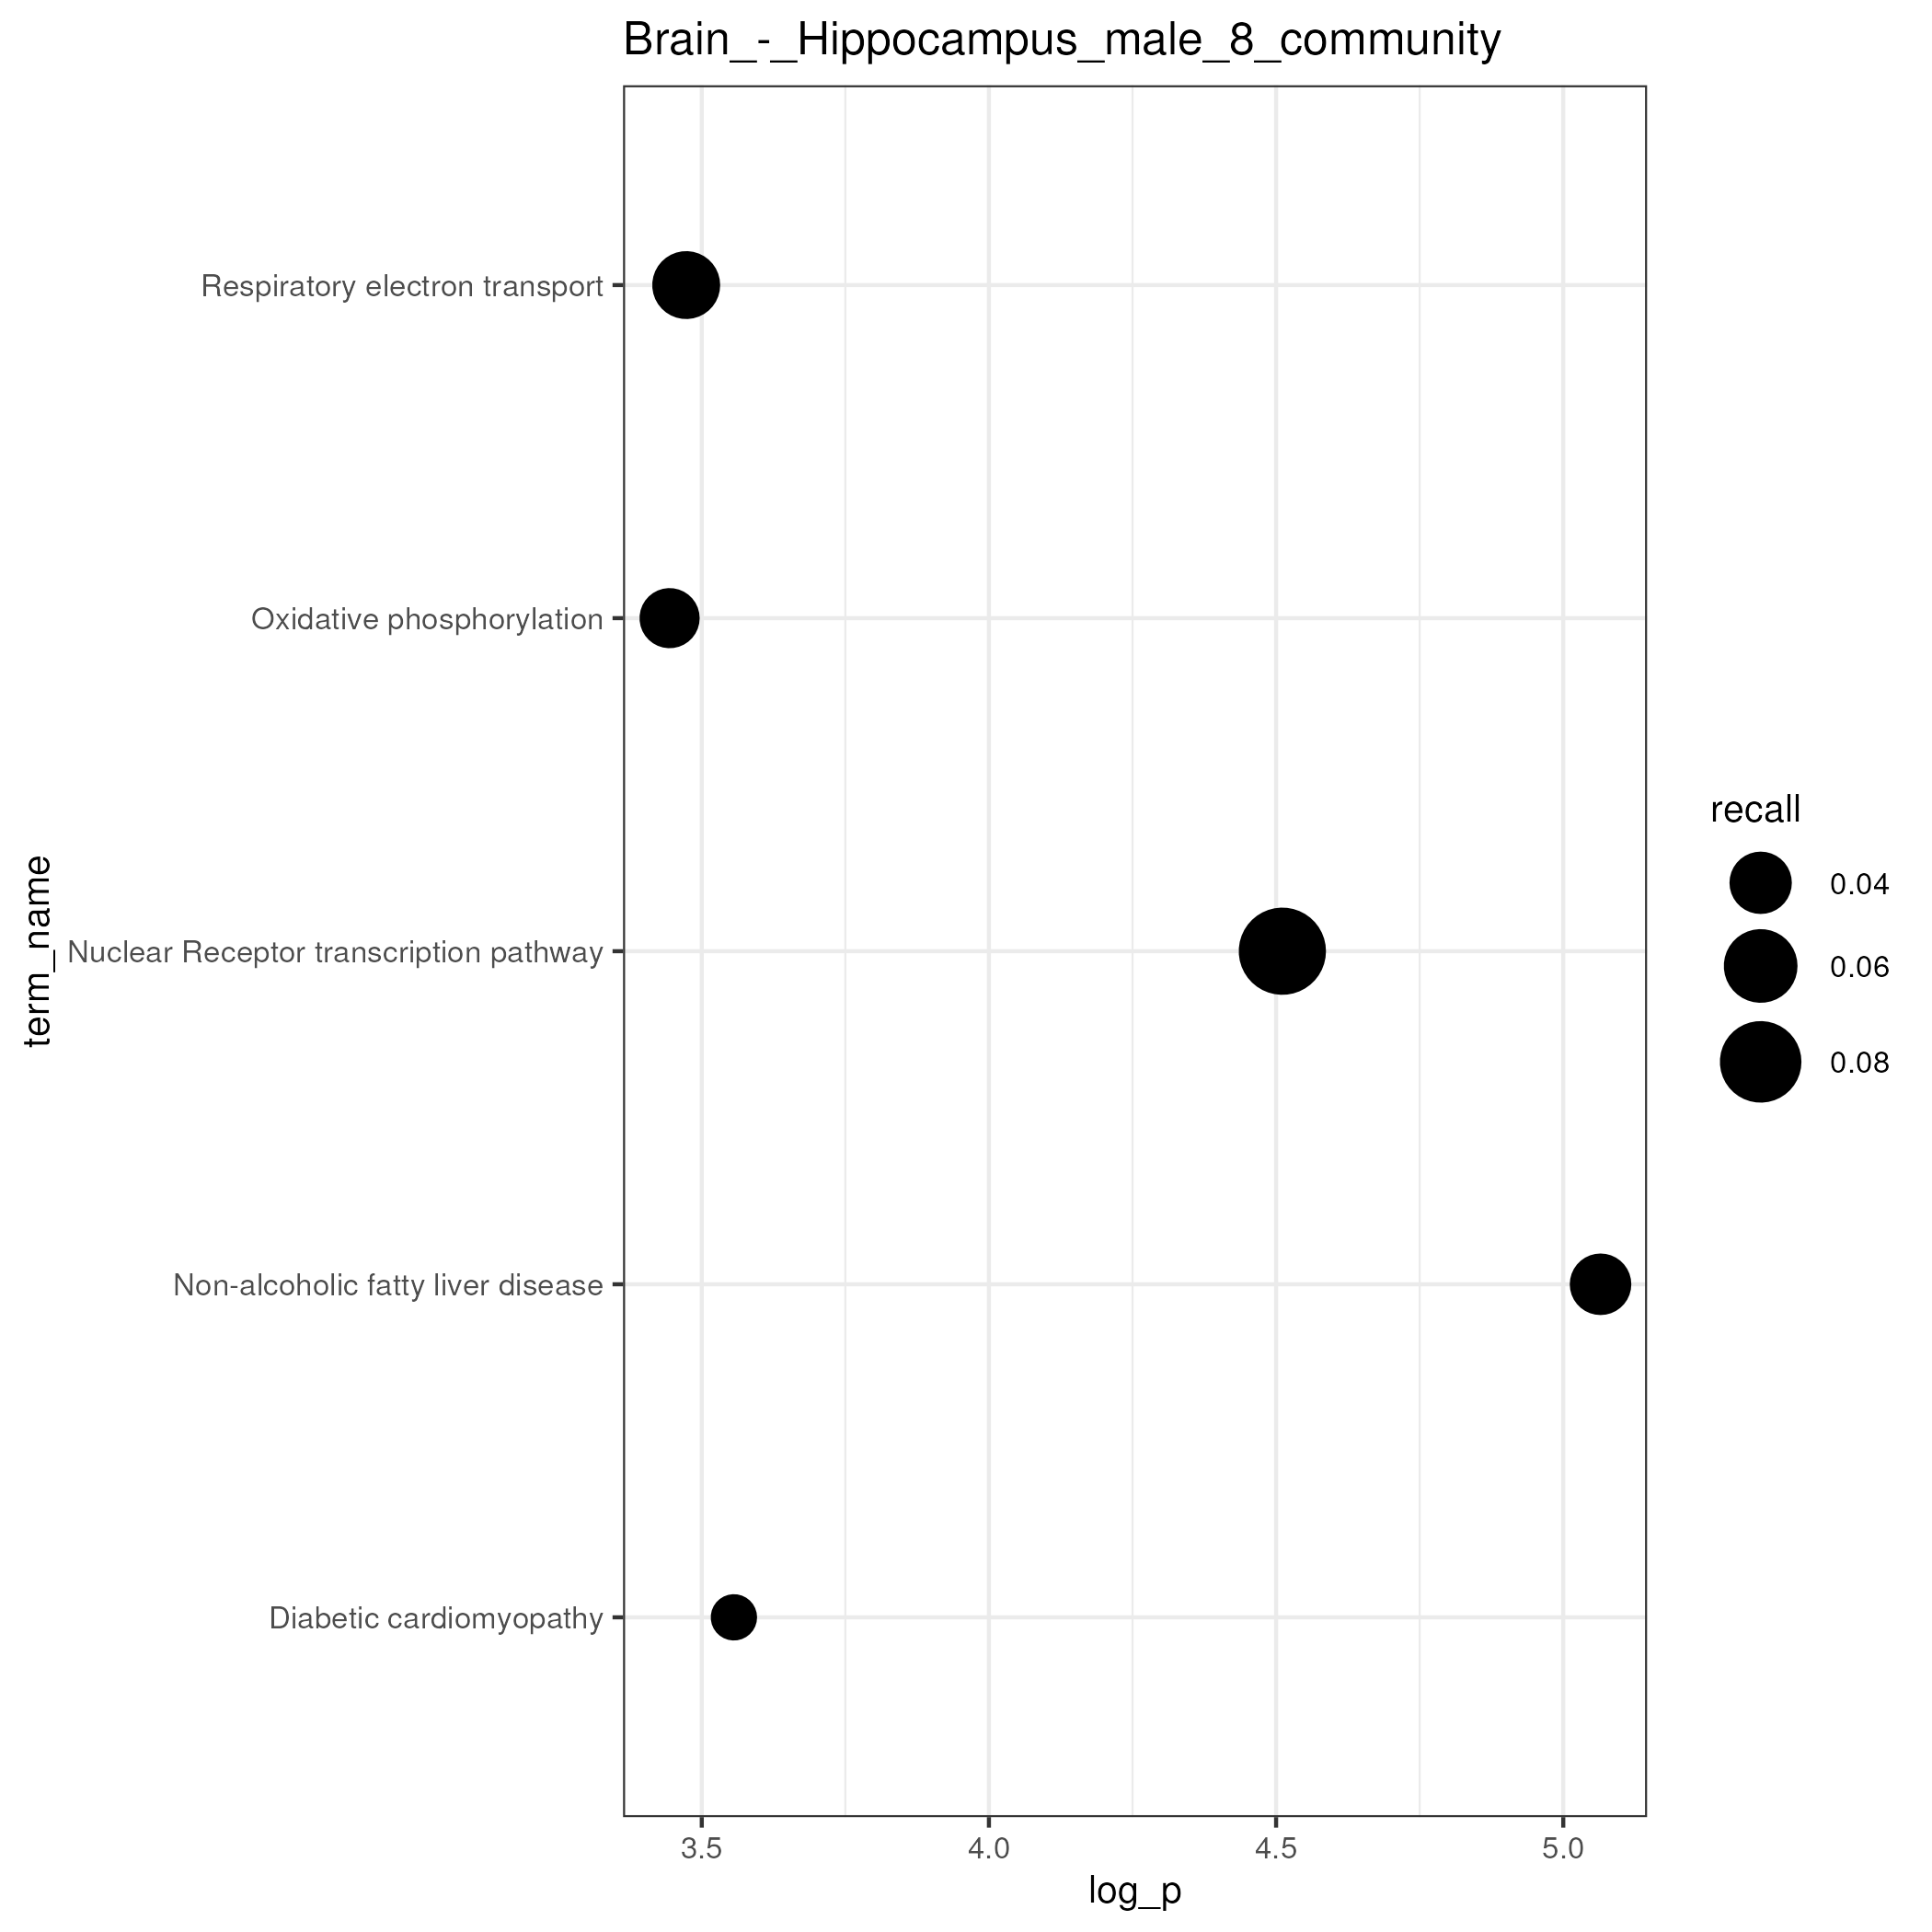 Brain_-_Hippocampus_male_8_community
Respiratory electron transport
Oxidative phosphorylation
Nuclear Receptor transcription pathway
Non-alcoholic fatty liver disease
Diabetic cardiomyopathy
term_name
3.5
4.0
4.5
5.0
log_p
recall
0.04
0.06
0.08